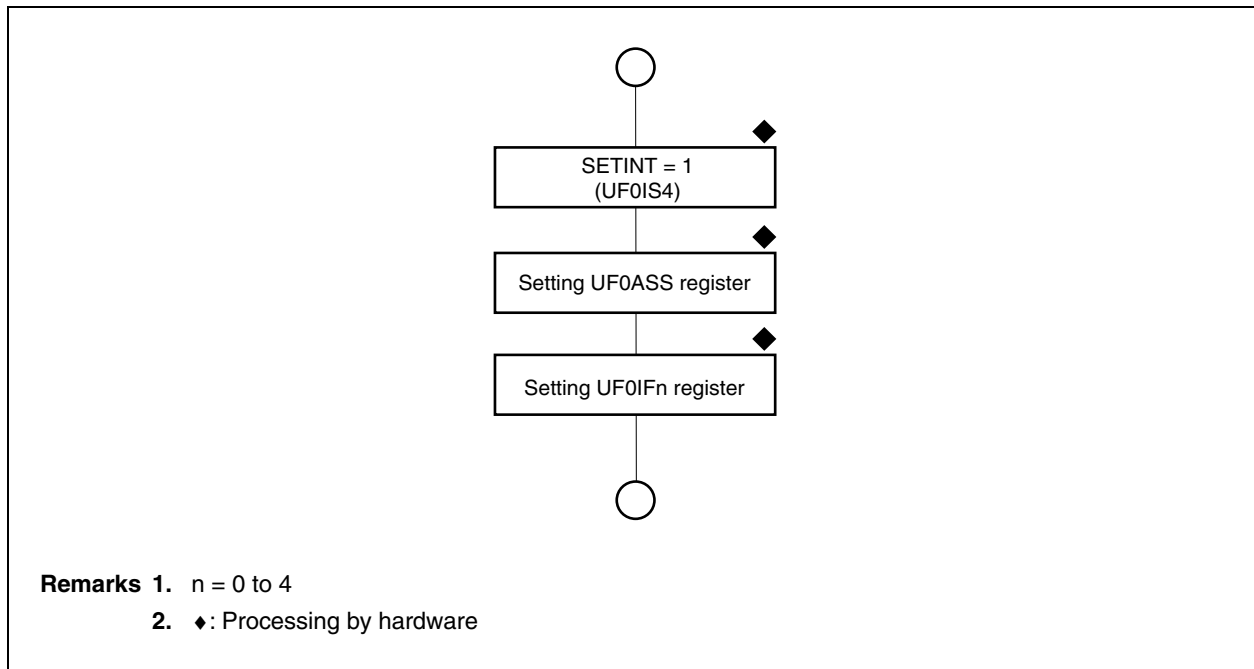 SETINT = 1
(UF0IS4)
Setting UF0ASS register
Setting UF0IFn register
Remarks 1. n = 0 to 4
2. ♦: Processing by hardware